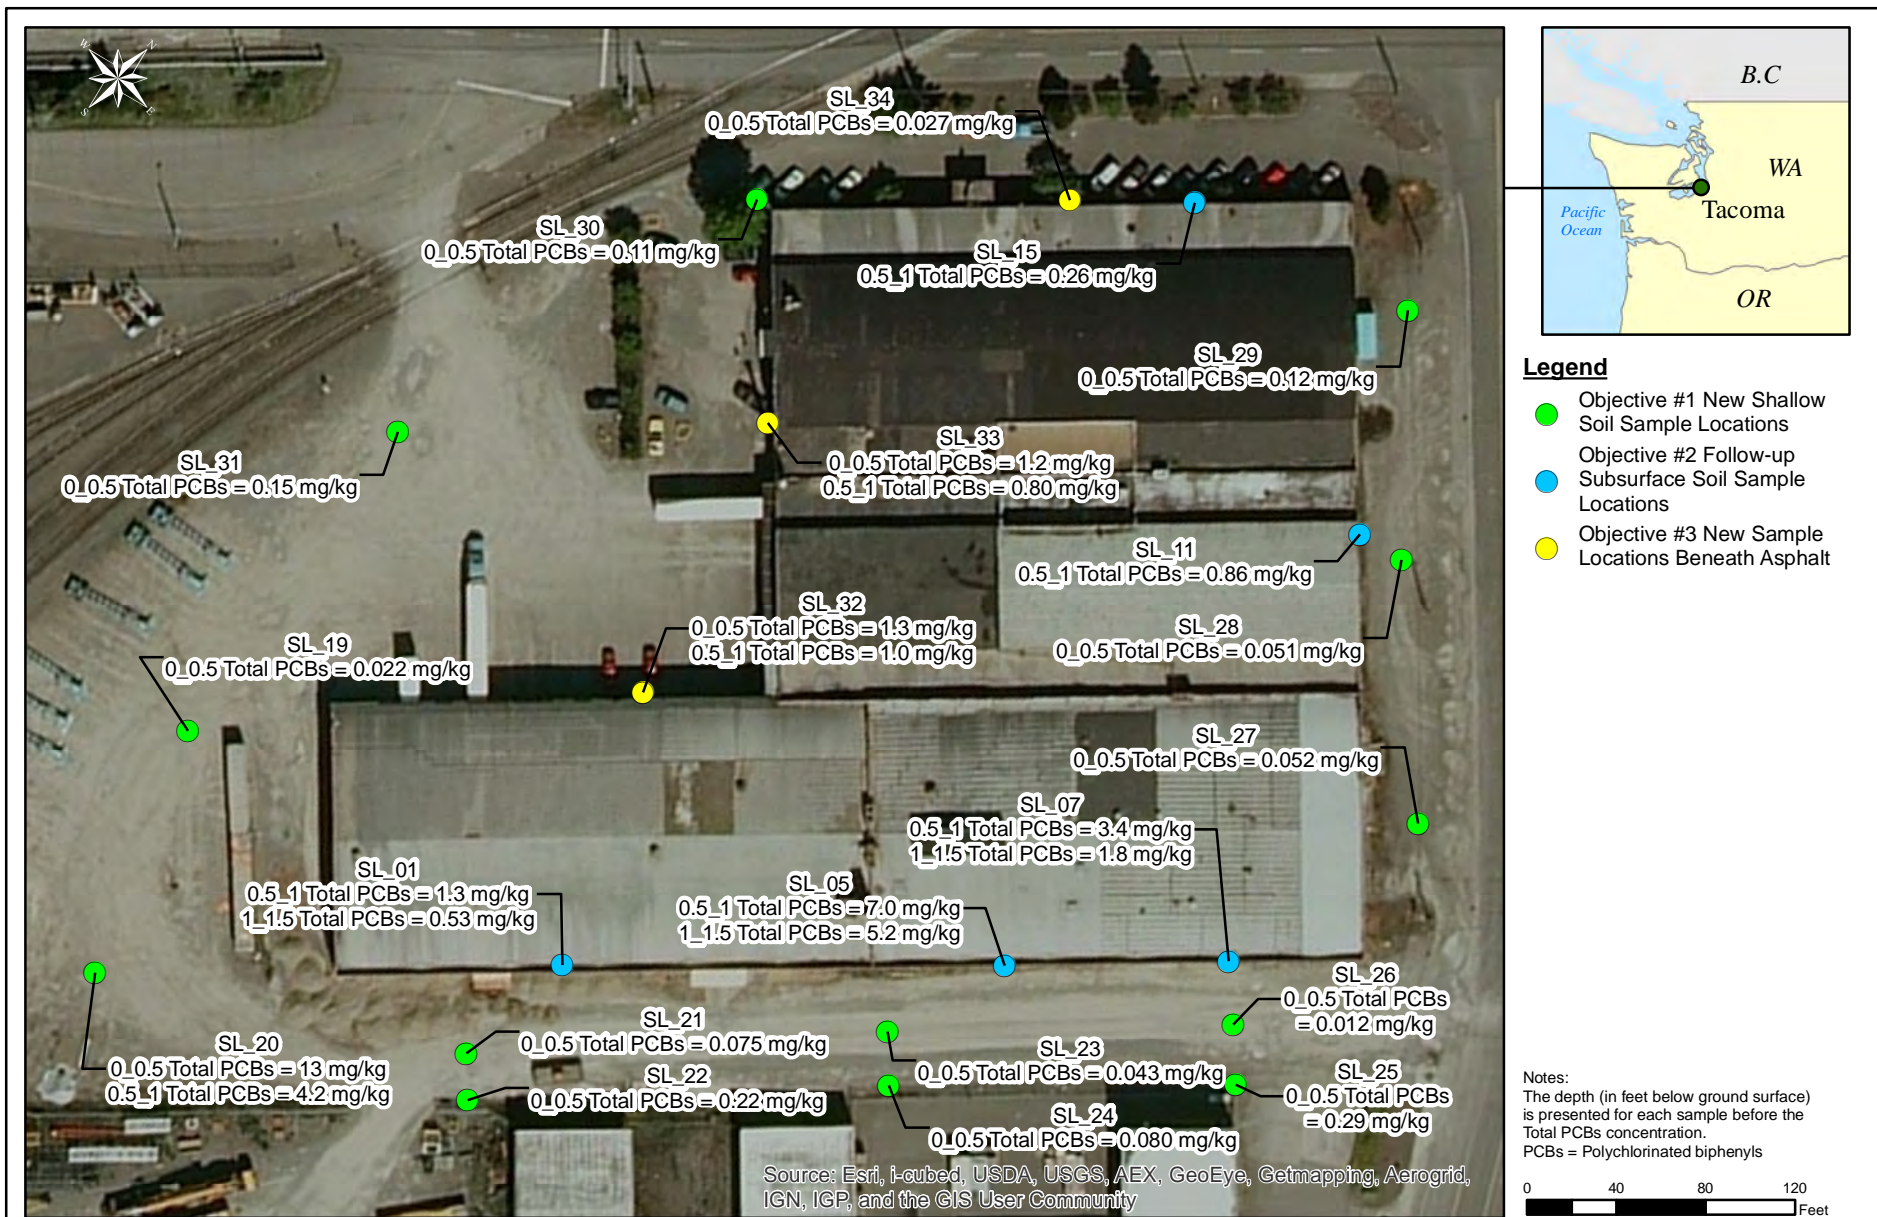 N
W
S
E
SL_34
0_0.5 Total PCBs = 0.027 mg/kg
SL_30
0_0.5 Total PCBs = 0.11 mg/kg
SL_15
0.5_1 Total PCBs = 0.26 mg/kg
SL_29
0_0.5 Total PCBs = 0.12 mg/kg
SL_31
0_0.5 Total PCBs = 0.15 mg/kg
SL_33
0_0.5 Total PCBs = 1.2 mg/kg
0.5_1 Total PCBs = 0.80 mg/kg
SL_11
0.5_1 Total PCBs = 0.86 mg/kg
SL_32
0_0.5 Total PCBs = 1.3 mg/kg
0.5_1 Total PCBs = 1.0 mg/kg
SL_28
0_0.5 Total PCBs = 0.051 mg/kg
SL_19
0_0.5 Total PCBs = 0.022 mg/kg
SL_27
0_0.5 Total PCBs = 0.052 mg/kg
SL_07
0.5_1 Total PCBs = 3.4 mg/kg
1_1.5 Total PCBs = 1.8 mg/kg
SL_01
0.5_1 Total PCBs = 1.3 mg/kg
1_1.5 Total PCBs = 0.53 mg/kg
SL_05
0.5_1 Total PCBs = 7.0 mg/kg
1_1.5 Total PCBs = 5.2 mg/kg
SL_26
0_0.5 Total PCBs
= 0.012 mg/kg
SL_20
0_0.5 Total PCBs = 13 mg/kg
0.5_1 Total PCBs = 4.2 mg/kg
SL_21
0_0.5 Total PCBs = 0.075 mg/kg
SL_22
0_0.5 Total PCBs = 0.22 mg/kg
SL_23
0_0.5 Total PCBs = 0.043 mg/kg
SL_24
0_0.5 Total PCBs = 0.080 mg/kg
SL_25
0_0.5 Total PCBs
= 0.29 mg/kg
Source: Esri, i-cubed, USDA, USGS, AEX, GeoEye, Getmapping, Aerogrid,
IGN, IGP, and the GIS User Community
B.C
WA
Tacoma
Pacific
Ocean
OR
Legend
Objective #1 New Shallow
Soil Sample Locations
Objective #2 Follow-up
Subsurface Soil Sample
Locations
Objective #3 New Sample
Locations Beneath Asphalt
Notes:
The depth (in feet below ground surface)
is presented for each sample before the
Total PCBs concentration.
PCBs = Polychlorinated biphenyls
0 40 80 120
Feet